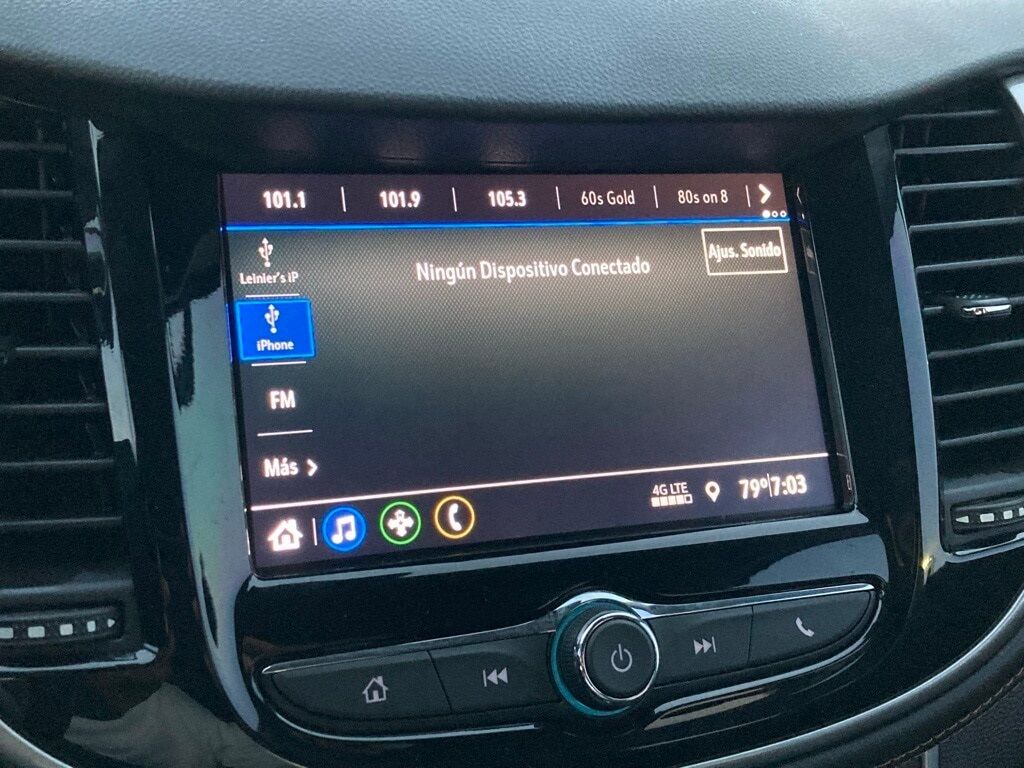 101.1 | 101.9 | 105.3 | 60s Gold | 80s on 8
Leinier's iP
Ningún Dispositivo Conectado
Ajus. Sonido
iPhone
FM
Más >
4G LTE
79° 7:03